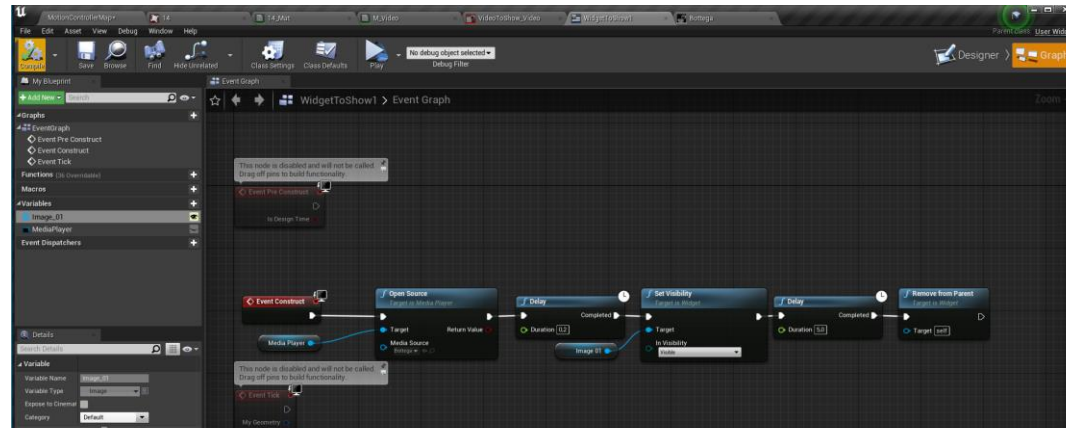 MotionControllerMap•
14
14_Mat
M_Video
VideoToShow_Video
WidgetToShow1
Bottega
File Edit Asset View Debug Window Help
Parent class: User Wid
Compile
Save
Browse
Find
Hide Unrelated
Class Settings
Class Defaults
Play
No debug object selected
Debug Filter
Designer
Graph
My Blueprint
Event Graph
+Add New
Search
WidgetToShow1 > Event Graph
Zoom
Graphs
EventGraph
Event Pre Construct
Event Construct
Event Tick
Functions (36 Overridable)
Macros
Variables
Image_01
MediaPlayer
Event Dispatchers
This node is disabled and will not be called.
Drag off pins to build functionality
Event Pre Construct
Is Design Time
Event Construct
Media Player
Open Source
Target is Media Player
Target
Return Value
Media Source
Bottega
Delay
Completed
Duration 0,2
Image 01
Set Visibility
Target is Widget
Target
In Visibility
Visible
Delay
Completed
Duration 5,0
Remove from Parent
Target is Widget
Target self
This node is disabled and will not be called.
Drag off pins to build functionality
Event Tick
My Geometry
Details
Search Details
Variable
Variable Name Image_01
Variable Type Image
Expose to Cinemat
Category Default